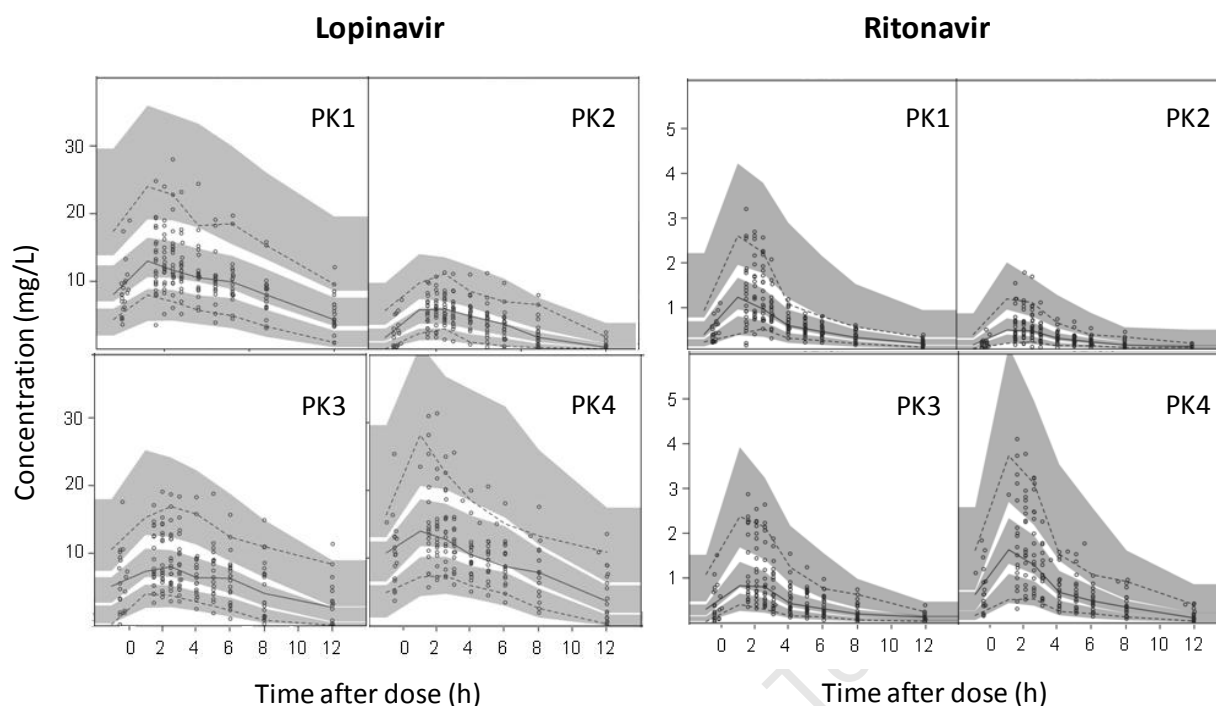 Lopinavir Ritonavir
PK1 PK2 PK1 PK2
30
20
10
5
4
3
2
1
PK3 PK4 PK3 PK4
30
20
10
5
4
3
2
1
0 2 4 6 8 10 12 0 2 4 6 8 10 12 0 2 4 6 8 10 12 0 2 4 6 8 10 12
Concentration (mg/L)
Time after dose (h) Time after dose (h)